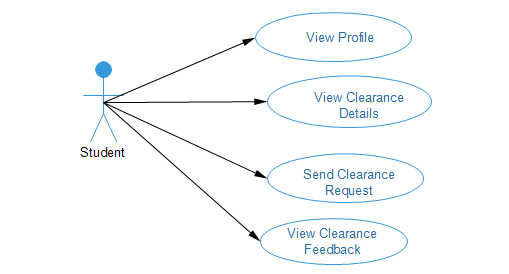 View Profile
View Clearance
Details
Student
Send Clearance
Request
View Clearance
Feedback